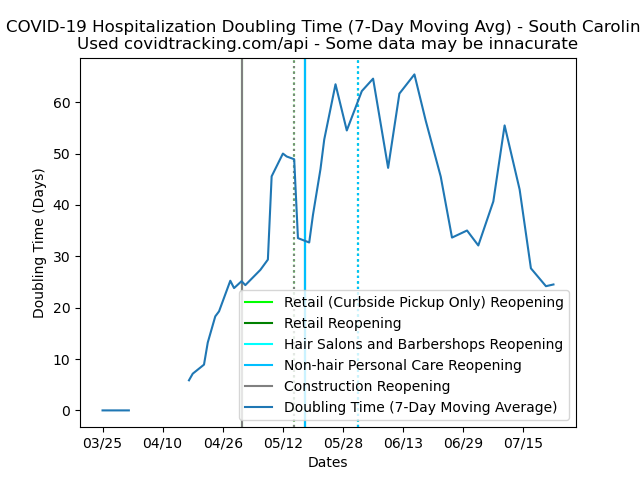 COVID-19 Hospitalization Doubling Time (7-Day Moving Avg) - South Carolin
Used covidtracking.com/api - Some data may be innacurate
Doubling Time (Days)
60
50
40
30
20
10
0
Retail (Curbside Pickup Only) Reopening
Retail Reopening
Hair Salons and Barbershops Reopening
Non-hair Personal Care Reopening
Construction Reopening
Doubling Time (7-Day Moving Average)
03/25 04/10 04/26 05/12 05/28 06/13 06/29 07/15
Dates